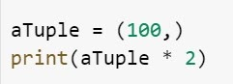 aTuple = (100,)
print(aTuple * 2)